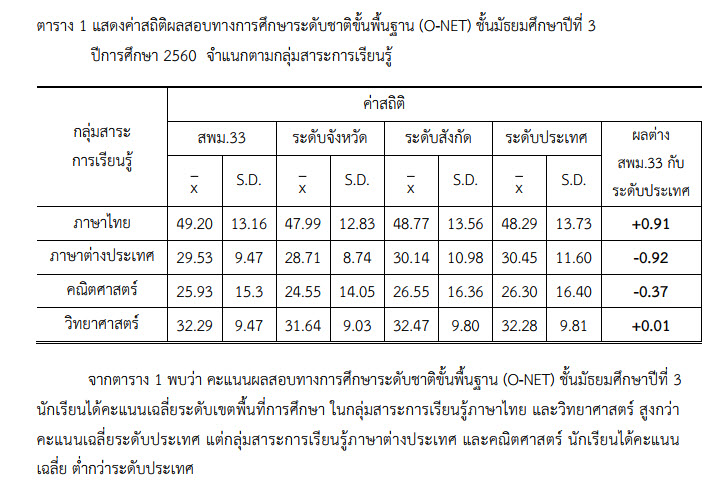 ตาราง 1 แสดงค่าสถิติผลสอบทางการศึกษาระดับชาติขั้นพื้นฐาน (O-NET) ชั้นมัธยมศึกษาปีที่ 3
ปีการศึกษา 2560 จำแนกตามกลุ่มสาระการเรียนรู้
กลุ่มสาระ
การเรียนรู้
ค่าสถิติ
สพม.33 ระดับจังหวัด ระดับสังกัด ระดับประเทศ ผลต่าง
สพม.33 กับ
ระดับประเทศ
x̄ S.D. x̄ S.D. x̄ S.D. x̄ S.D.
ภาษาไทย 49.20 13.16 47.99 12.83 48.77 13.56 48.29 13.73 +0.91
ภาษาต่างประเทศ 29.53 9.47 28.71 8.74 30.14 10.98 30.45 11.60 -0.92
คณิตศาสตร์ 25.93 15.3 24.55 14.05 26.55 16.36 26.30 16.40 -0.37
วิทยาศาสตร์ 32.29 9.47 31.64 9.03 32.47 9.80 32.28 9.81 +0.01
จากตาราง 1 พบว่า คะแนนผลสอบทางการศึกษาระดับชาติขั้นพื้นฐาน (O-NET) ชั้นมัธยมศึกษาปีที่ 3
นักเรียนได้คะแนนเฉลี่ยระดับเขตพื้นที่การศึกษา ในกลุ่มสาระการเรียนรู้ภาษาไทย และวิทยาศาสตร์ สูงกว่า
คะแนนเฉลี่ยระดับประเทศ แต่กลุ่มสาระการเรียนรู้ภาษาต่างประเทศ และคณิตศาสตร์ นักเรียนได้คะแนน
เฉลี่ย ต่ำกว่าระดับประเทศ